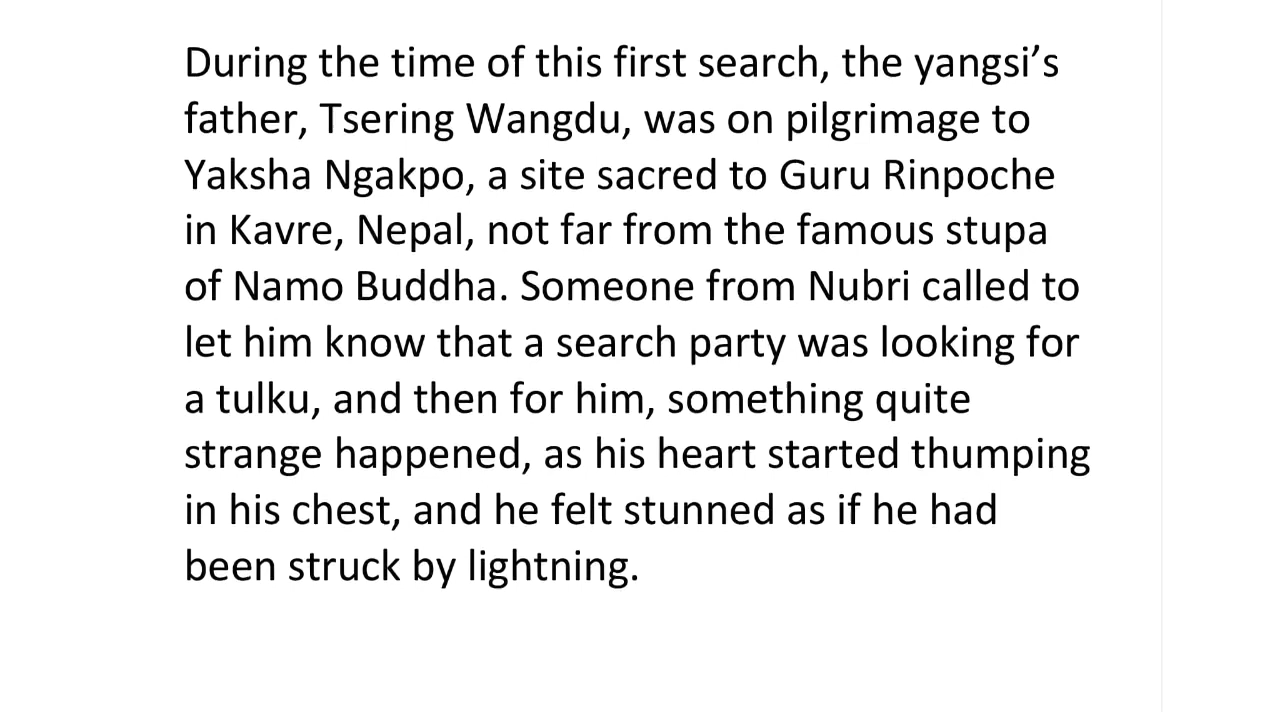 During the time of this first search, the yangsi’s
father, Tsering Wangdu, was on pilgrimage to
Yaksha Ngakpo, a site sacred to Guru Rinpoche
in Kavre, Nepal, not far from the famous stupa
of Namo Buddha. Someone from Nubri called to
let him know that a search party was looking for
a tulku, and then for him, something quite
strange happened, as his heart started thumping
in his chest, and he felt stunned as if he had
been struck by lightning.